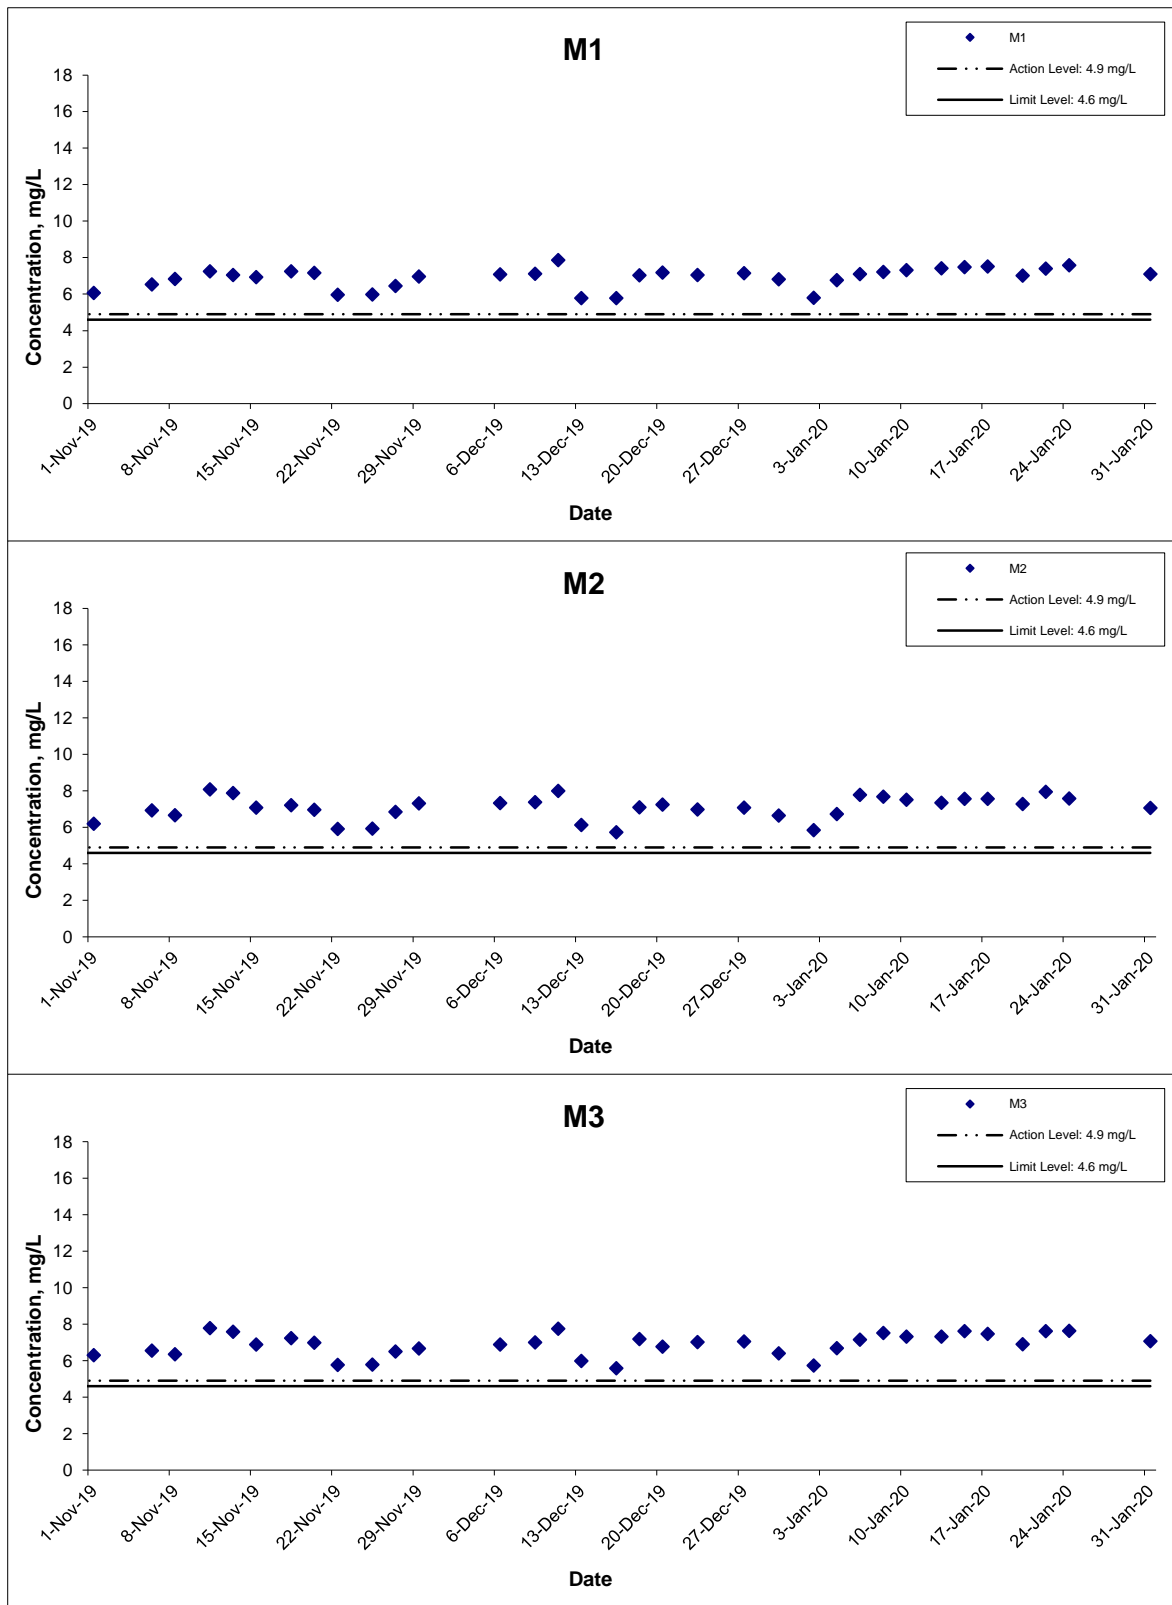 M1
M1
Action Level: 4.9 mg/L
Limit Level: 4.6 mg/L
Concentration, mg/L
18
16
14
12
10
8
6
4
2
0
1-Nov-19 8-Nov-19 15-Nov-19 22-Nov-19 29-Nov-19 6-Dec-19 13-Dec-19 20-Dec-19 27-Dec-19 3-Jan-20 10-Jan-20 17-Jan-20 24-Jan-20 31-Jan-20
Date
M2
M2
Action Level: 4.9 mg/L
Limit Level: 4.6 mg/L
Concentration, mg/L
18
16
14
12
10
8
6
4
2
0
1-Nov-19 8-Nov-19 15-Nov-19 22-Nov-19 29-Nov-19 6-Dec-19 13-Dec-19 20-Dec-19 27-Dec-19 3-Jan-20 10-Jan-20 17-Jan-20 24-Jan-20 31-Jan-20
Date
M3
M3
Action Level: 4.9 mg/L
Limit Level: 4.6 mg/L
Concentration, mg/L
18
16
14
12
10
8
6
4
2
0
1-Nov-19 8-Nov-19 15-Nov-19 22-Nov-19 29-Nov-19 6-Dec-19 13-Dec-19 20-Dec-19 27-Dec-19 3-Jan-20 10-Jan-20 17-Jan-20 24-Jan-20 31-Jan-20
Date